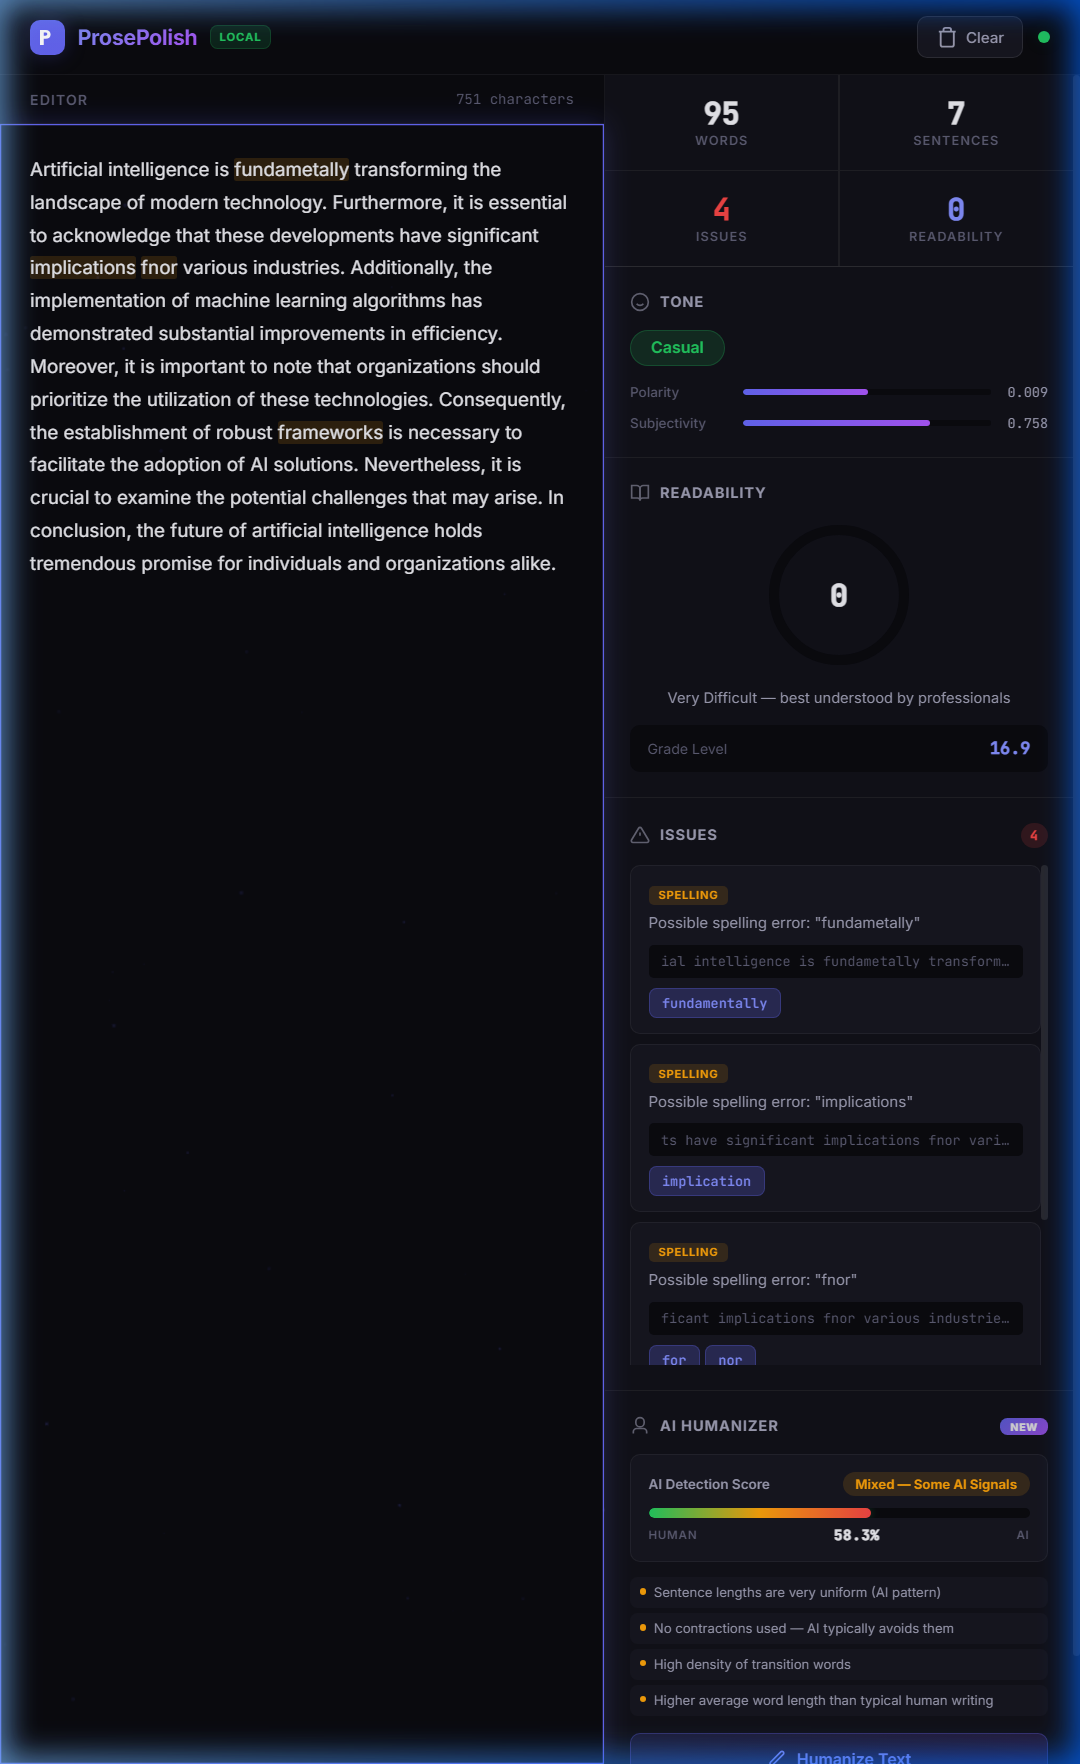 P ProsePolish LOCAL
Clear
EDITOR
751 characters
Artificial intelligence is fundametally transforming the
landscape of modern technology. Furthermore, it is essential
to acknowledge that these developments have significant
implications fnor various industries. Additionally, the
implementation of machine learning algorithms has
demonstrated substantial improvements in efficiency.
Moreover, it is important to note that organizations should
prioritize the utilization of these technologies. Consequently,
the establishment of robust frameworks is necessary to
facilitate the adoption of AI solutions. Nevertheless, it is
crucial to examine the potential challenges that may arise. In
conclusion, the future of artificial intelligence holds
tremendous promise for individuals and organizations alike.
95
WORDS
7
SENTENCES
4
ISSUES
0
READABILITY
TONE
Casual
Polarity 0.009
Subjectivity 0.758
READABILITY
0
Very Difficult — best understood by professionals
Grade Level 16.9
ISSUES 4
SPELLING
Possible spelling error: "fundametally"
ial intelligence is fundametally transform…
fundamentally
SPELLING
Possible spelling error: "implications"
ts have significant implications fnor vari…
implication
SPELLING
Possible spelling error: "fnor"
ficant implications fnor various industrie…
for nor
AI HUMANIZER NEW
AI Detection Score Mixed — Some AI Signals
HUMAN 58.3% AI
Sentence lengths are very uniform (AI pattern)
No contractions used — AI typically avoids them
High density of transition words
Higher average word length than typical human writing
Humanize Text